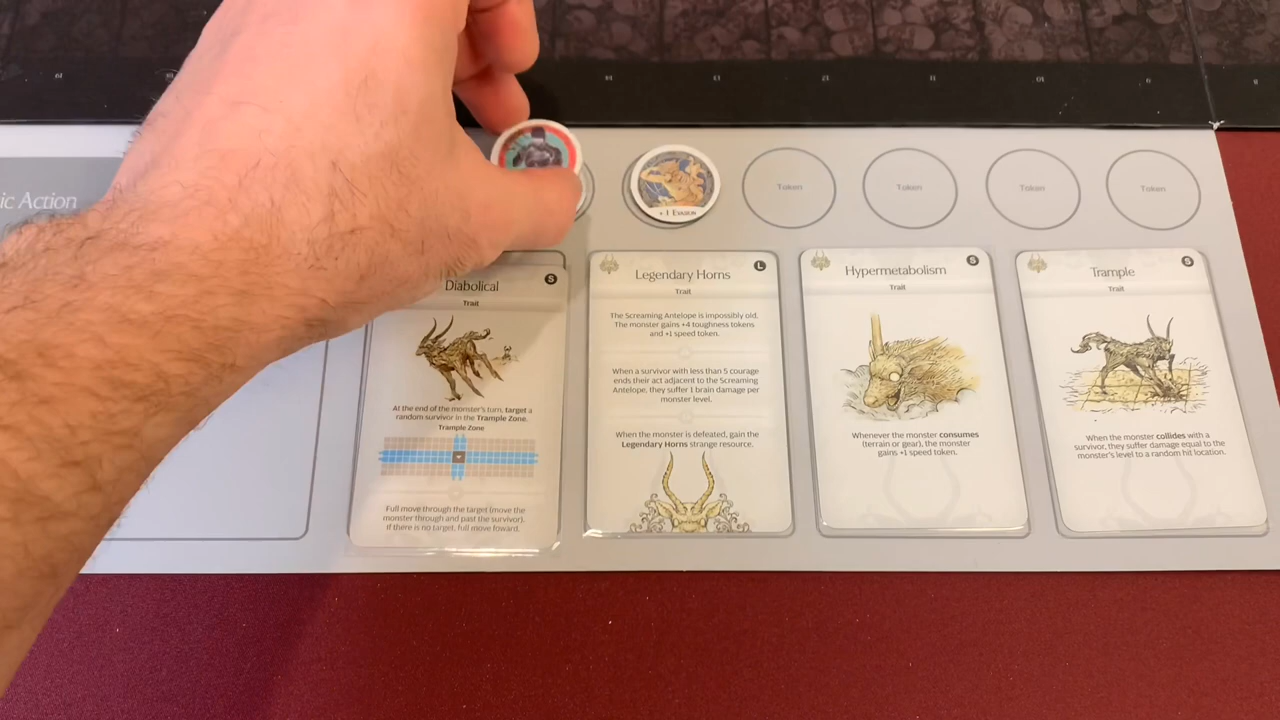 ic Action
+1 Evasion
Token
Token
Token
Token
Diabolical
S
Trait
At the end of the monster's turn, target a
random survivor in the Trample Zone.
Trample Zone
Full move through the target (move the
monster through and past the survivor).
If there is no target, full move foward.
Legendary Horns
L
Trait
The Screaming Antelope is impossibly old.
The monster gains +4 toughness tokens
and +1 speed token.
When a survivor with less than 5 courage
ends their act adjacent to the Screaming
Antelope, they suffer 1 brain damage per
monster level.
When the monster is defeated, gain the
Legendary Horns strange resource.
Hypermetabolism
S
Trait
Whenever the monster consumes
(terrain or gear), the monster
gains +1 speed token.
Trample
S
Trait
When the monster collides with a
survivor, they suffer damage equal to the
monster's level to a random hit location.